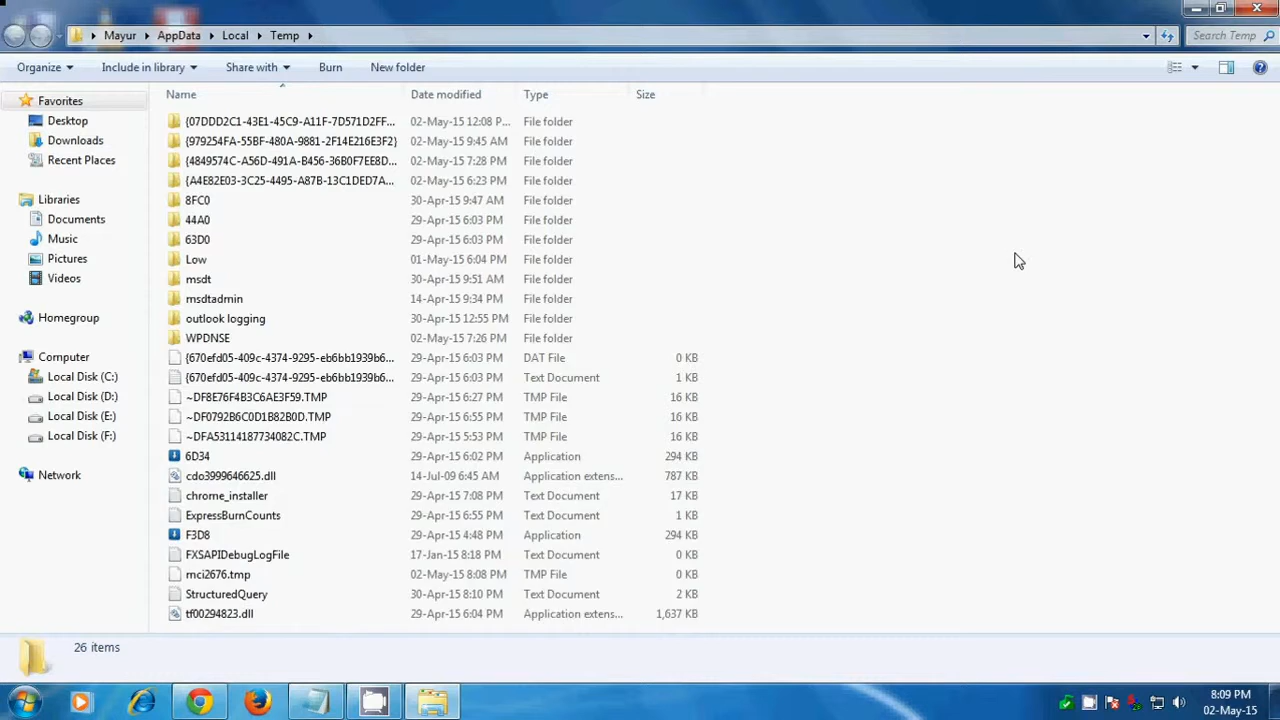 Mayur AppData Local Temp Search Temp
Organize Include in library Share with Burn New folder
Name Date modified Type Size
Favorites
Desktop
Downloads
Recent Places
Libraries
Documents
Music
Pictures
Videos
Homegroup
Computer
Local Disk (C:)
Local Disk (D:)
Local Disk (E:)
Local Disk (F:)
Network
{07DDD2C1-43E1-45C9-A11F-7D571D2FF... 02-May-15 12:08 P... File folder
{979254FA-55BF-480A-9881-2F14E216E3F2} 02-May-15 9:45 AM File folder
{4849574C-A56D-491A-B456-36B0F7EE8D... 02-May-15 7:28 PM File folder
{A4E82E03-3C25-4495-A87B-13C1DED7A... 02-May-15 6:23 PM File folder
8FC0 30-Apr-15 9:47 AM File folder
44A0 29-Apr-15 6:03 PM File folder
63D0 29-Apr-15 6:03 PM File folder
Low 01-May-15 6:04 PM File folder
msdt 30-Apr-15 9:51 AM File folder
msdtadmin 14-Apr-15 9:34 PM File folder
outlook logging 30-Apr-15 12:55 PM File folder
WPDNSE 02-May-15 7:26 PM File folder
{670efd05-409c-4374-9295-eb6bb1939b6... 29-Apr-15 6:03 PM DAT File 0 KB
{670efd05-409c-4374-9295-eb6bb1939b6... 29-Apr-15 6:03 PM Text Document 1 KB
~DF8E76F4B3C6AE3F59.TMP 29-Apr-15 6:27 PM TMP File 16 KB
~DF0792B6C0D1B82B0D.TMP 29-Apr-15 6:55 PM TMP File 16 KB
~DFA53114187734082C.TMP 29-Apr-15 5:53 PM TMP File 16 KB
6D34 29-Apr-15 6:02 PM Application 294 KB
cdo3999646625.dll 14-Jul-09 6:45 AM Application extens... 787 KB
chrome_installer 29-Apr-15 7:08 PM Text Document 17 KB
ExpressBurnCounts 29-Apr-15 6:55 PM Text Document 1 KB
F3D8 29-Apr-15 4:48 PM Application 294 KB
FXSAPIDebugLogFile 17-Jan-15 8:18 PM Text Document 0 KB
mci2676.tmp 02-May-15 8:08 PM TMP File 0 KB
StructuredQuery 30-Apr-15 8:10 PM Text Document 2 KB
tf00294823.dll 29-Apr-15 6:04 PM Application extens... 1,637 KB
26 items
8:09 PM
02-May-15